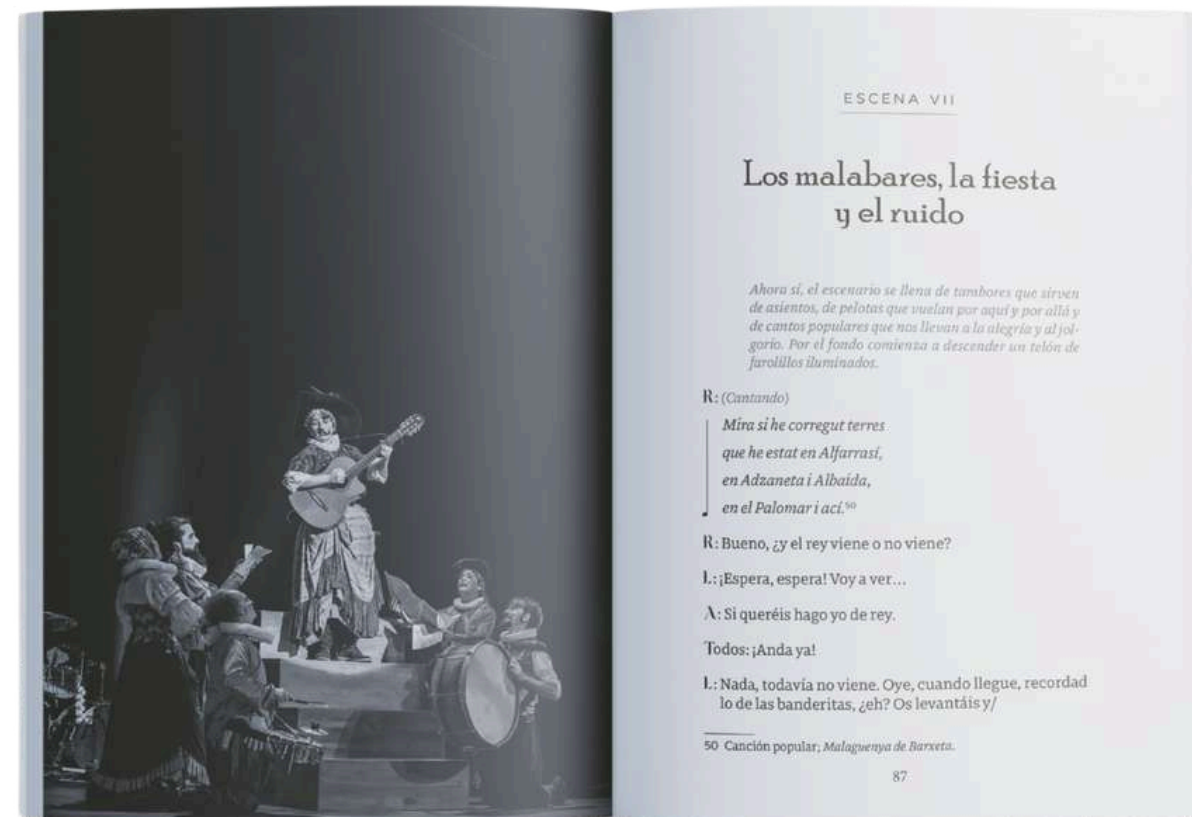 ESCENA VII
Los malabares, la fiesta
y el ruido
Ahora sí, el escenario se llena de tambores que sirven
de asientos, de pelotas que vuelan por aquí y por allá y
de cantos populares que nos llevan a la alegría y al jol-
gorio. Por el fondo comienza a descender un telón de
farolillos iluminados.
R: (Cantando)
Mira si he corregut terres
que he estat en Alfarrasí,
en Adzaneta i Albaida,
en el Palomar i ací.50
R: Bueno, ¿y el rey viene o no viene?
L: ¡Espera, espera! Voy a ver...
A: Si queréis hago yo de rey.
Todos: ¡Anda ya!
L: Nada, todavía no viene. Oye, cuando llegue, recordad
lo de las banderitas, ¿eh? Os levantáis y/
50 Canción popular; Malaguenya de Barxeta.
87